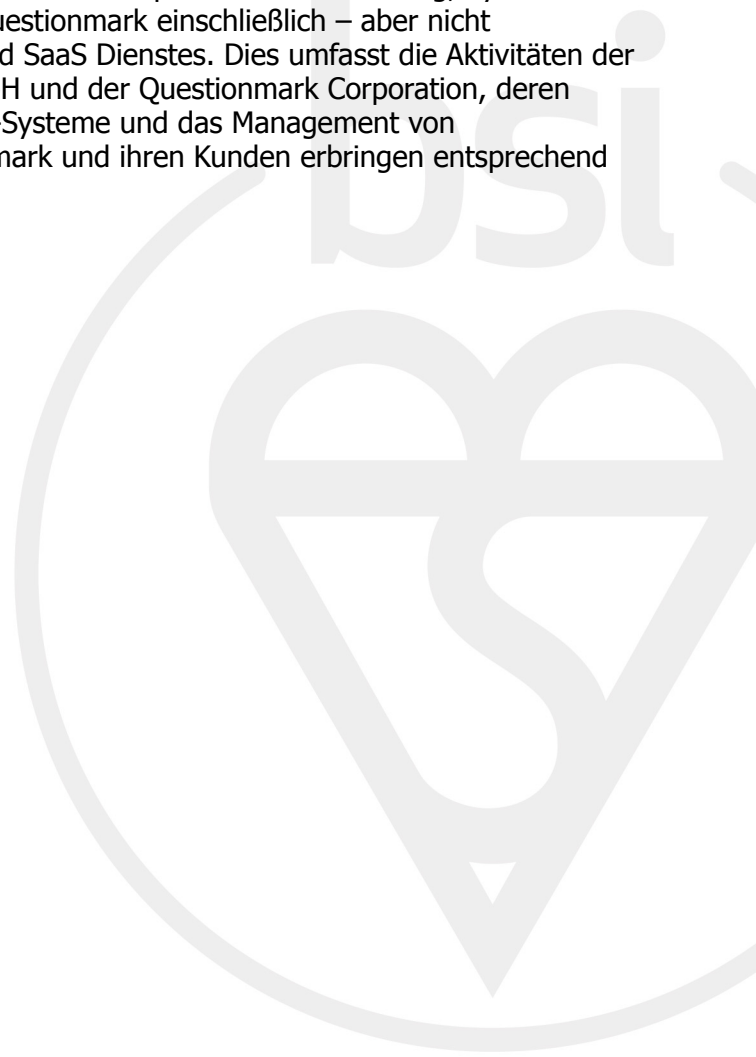 uestionmark einschließlich – aber nicht
d SaaS Dienstes. Dies umfasst die Aktivitäten der
H und der Questionmark Corporation, deren
-Systeme und das Management von
mark und ihren Kunden erbringen entsprechend
bsi